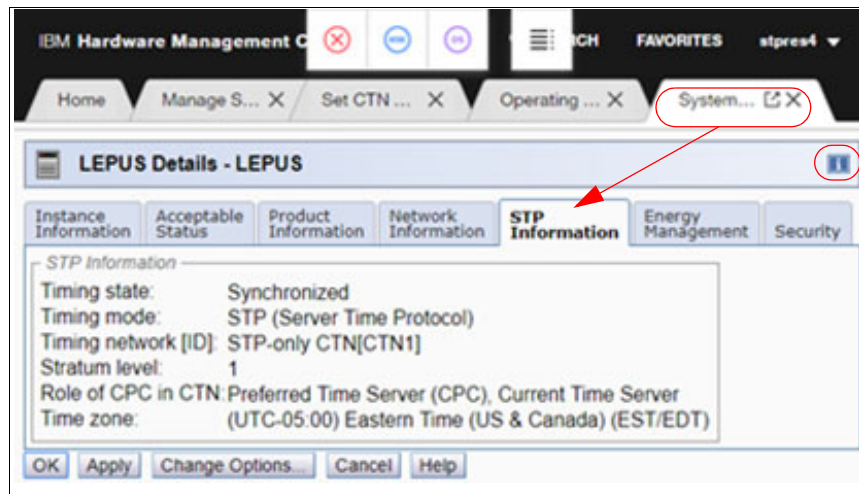 IBM Hardware Management C
CH FAVORITES stpres4
Home Manage S... X Set CTN ... X Operating ... X System... X
LEPUS Details - LEPUS
i
Instance Information Acceptable Status Product Information Network Information STP Information Energy Management Security
STP Information
Timing state: Synchronized
Timing mode: STP (Server Time Protocol)
Timing network [ID]: STP-only CTN[CTN1]
Stratum level: 1
Role of CPC in CTN: Preferred Time Server (CPC), Current Time Server
Time zone: (UTC-05:00) Eastern Time (US & Canada) (EST/EDT)
OK Apply Change Options... Cancel Help